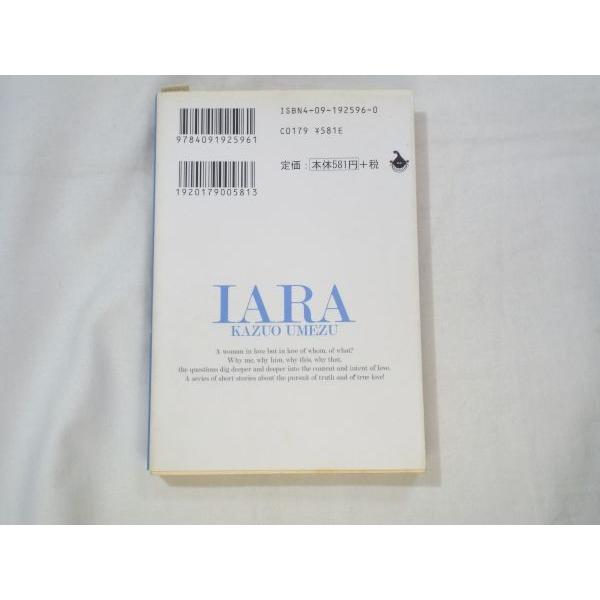 ISBN4-09-192596-0
9784091925961
C0179 ¥581E
定価：本体581円+税
1920179005813
IARA
KAZUO UMEZU
A woman in love but in love of whom, of what?
Why me, why him, why this, why that,
the questions dig deeper and deeper into the content and intent of love.
A series of short stories about the pursuit of truth and of true love!